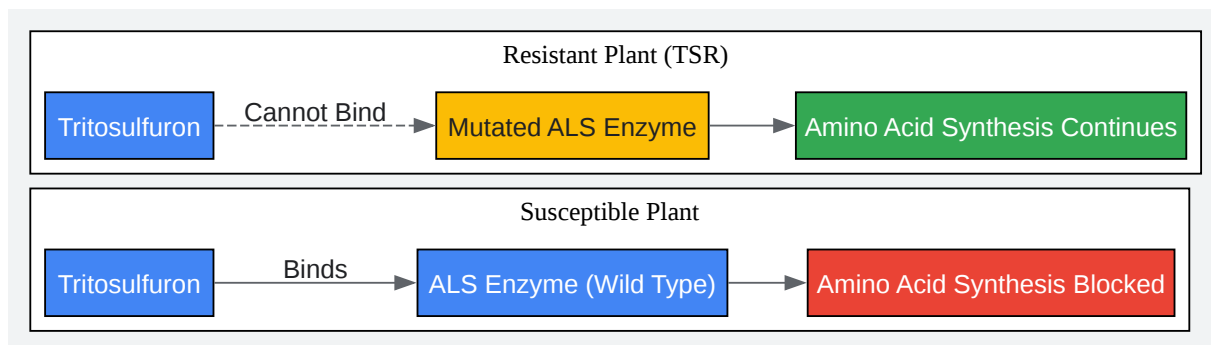 Resistant Plant (TSR)
Tritosulfuron
Cannot Bind
Mutated ALS Enzyme
Amino Acid Synthesis Continues
Susceptible Plant
Tritosulfuron
Binds
ALS Enzyme (Wild Type)
Amino Acid Synthesis Blocked